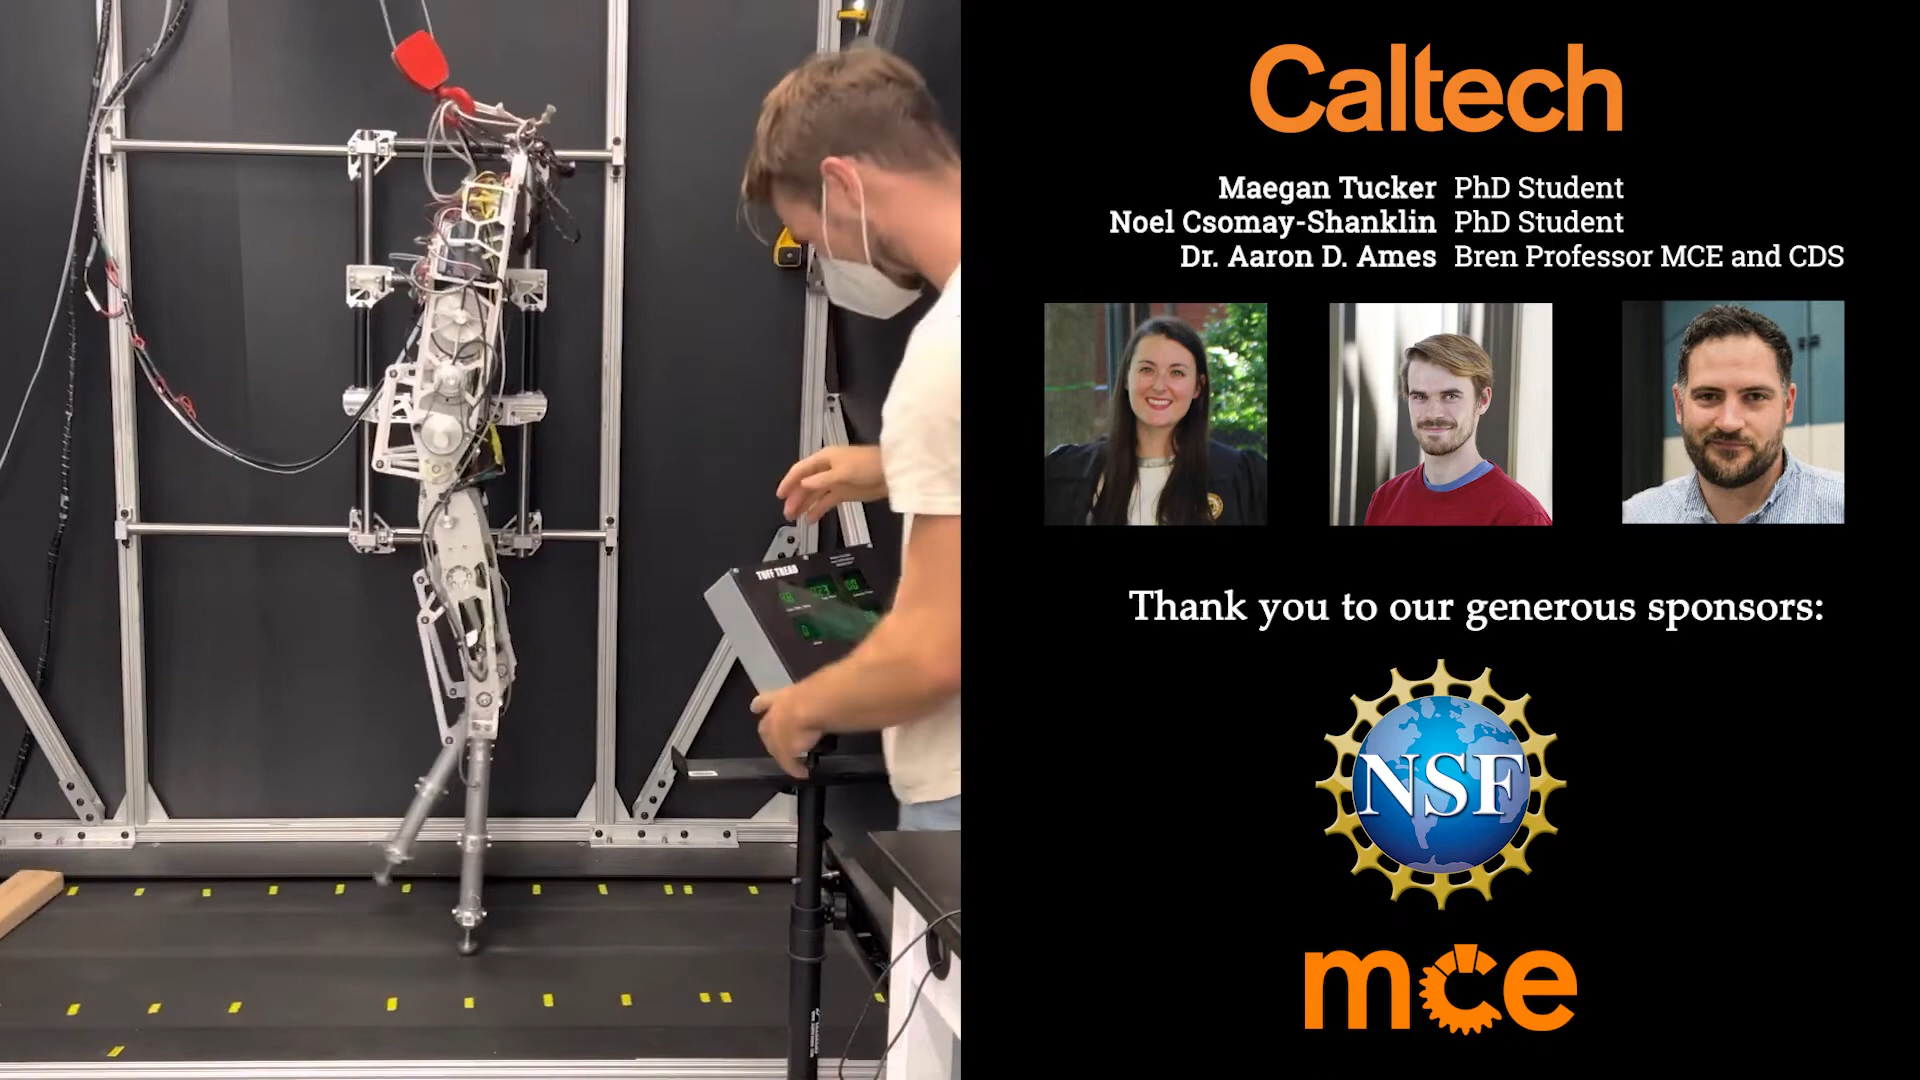 Caltech
Maegan Tucker PhD Student
Noel Csomay-Shanklin PhD Student
Dr. Aaron D. Ames Bren Professor MCE and CDS
TUFF TREAD
Thank you to our generous sponsors:
NSF
mce